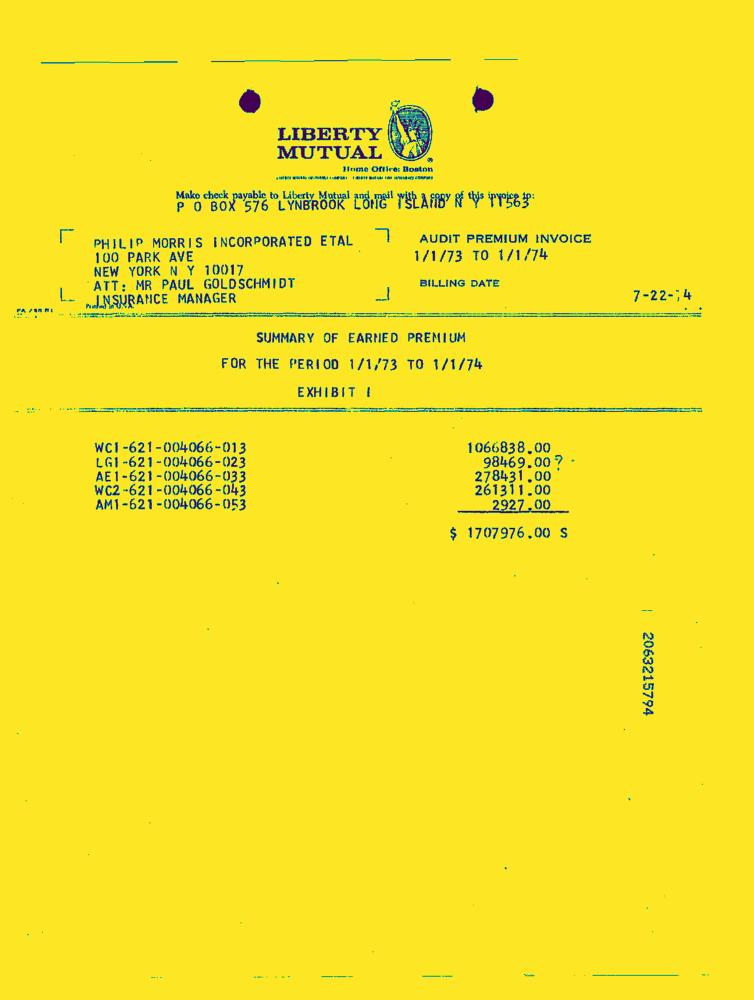 LIBERTY
MUTUAL
Home Office: Boston
Make check payable to Liberty Mutual and mail with a copy of this invoice to:
P O BOX 576 LYNBROOK LONG ISLAND N Y 11563
PHILIP MORRIS INCORPORATED ETAL
100 PARK AVE
NEW YORK N Y 10017
ATT: MR PAUL GOLDSCHMIDT
INSURANCE MANAGER
AUDIT PREMIUM INVOICE
1/1/73 TO 1/1/74
BILLING DATE
7-22-74
Printed in U.S.A.
SUMMARY OF EARNED PREMIUM
FOR THE PERIOD 1/1/73 TO 1/1/74
EXHIBIT I
WC1-621-004066-013 1066838.00
LG1-621-004066-023 98469.00 ?
AE1-621-004066-033 278431.00
WC2-621-004066-043 261311.00
AM1-621-004066-053 2927.00
$ 1707976.00 S
2063215794